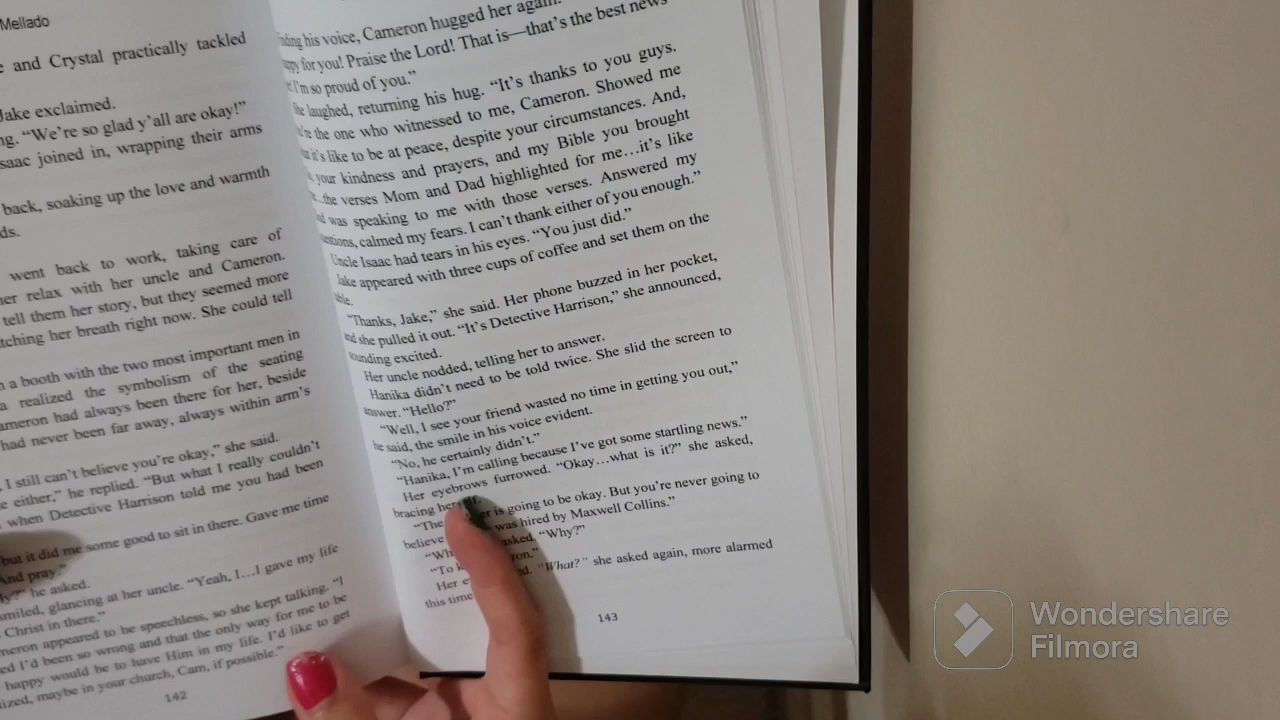 Mellado
e and Crystal practically tackled
Jake exclaimed.
ng. “We’re so glad y’all are okay!”
saac joined in, wrapping their arms
back, soaking up the love and warmth
ds.
went back to work, taking care of
her relax with her uncle and Cameron.
tell them her story, but they seemed more
tching her breath right now. She could tell
n a booth with the two most important men in
a realized the symbolism of the seating
ameron had always been there for her, beside
had never been far away, always within arm’s
I still can’t believe you’re okay,” she said.
e either,” he replied. “But what I really couldn’t
when Detective Harrison told me you had been
but it did me some good to sit in there. Gave me time
And pray.”
he asked.
smiled, glancing at her uncle. “Yeah, I…I gave my life
Christ in there.”
meron appeared to be speechless, so she kept talking. “I
ed I’d been so wrong and that the only way for me to be
happy would be to have Him in my life. I’d like to get
ized, maybe in your church, Cam, if possible.”
142
nding his voice, Cameron hugged her again.
ppy for you! Praise the Lord! That is—that’s the best news
I’m so proud of you.”
She laughed, returning his hug. “It’s thanks to you guys.
re the one who witnessed to me, Cameron. Showed me
it’s like to be at peace, despite your circumstances. And,
your kindness and prayers, and my Bible you brought
…the verses Mom and Dad highlighted for me…it’s like
was speaking to me with those verses. Answered my
estions, calmed my fears. I can’t thank either of you enough.”
Uncle Isaac had tears in his eyes. “You just did.”
Jake appeared with three cups of coffee and set them on the
able.
“Thanks, Jake,” she said. Her phone buzzed in her pocket,
and she pulled it out. “It’s Detective Harrison,” she announced,
sounding excited.
Her uncle nodded, telling her to answer.
Hanika didn’t need to be told twice. She slid the screen to
answer. “Hello?”
“Well, I see your friend wasted no time in getting you out,”
he said, the smile in his voice evident.
“No, he certainly didn’t.”
“Hanika, I’m calling because I’ve got some startling news.”
Her eyebrows furrowed. “Okay…what is it?” she asked,
bracing her
“The er is going to be okay. But you’re never going to
believe was hired by Maxwell Collins.”
“Wh asked. “Why?”
“To ron.”
Her e d. “What?” she asked again, more alarmed
this time
143
Wondershare
Filmora